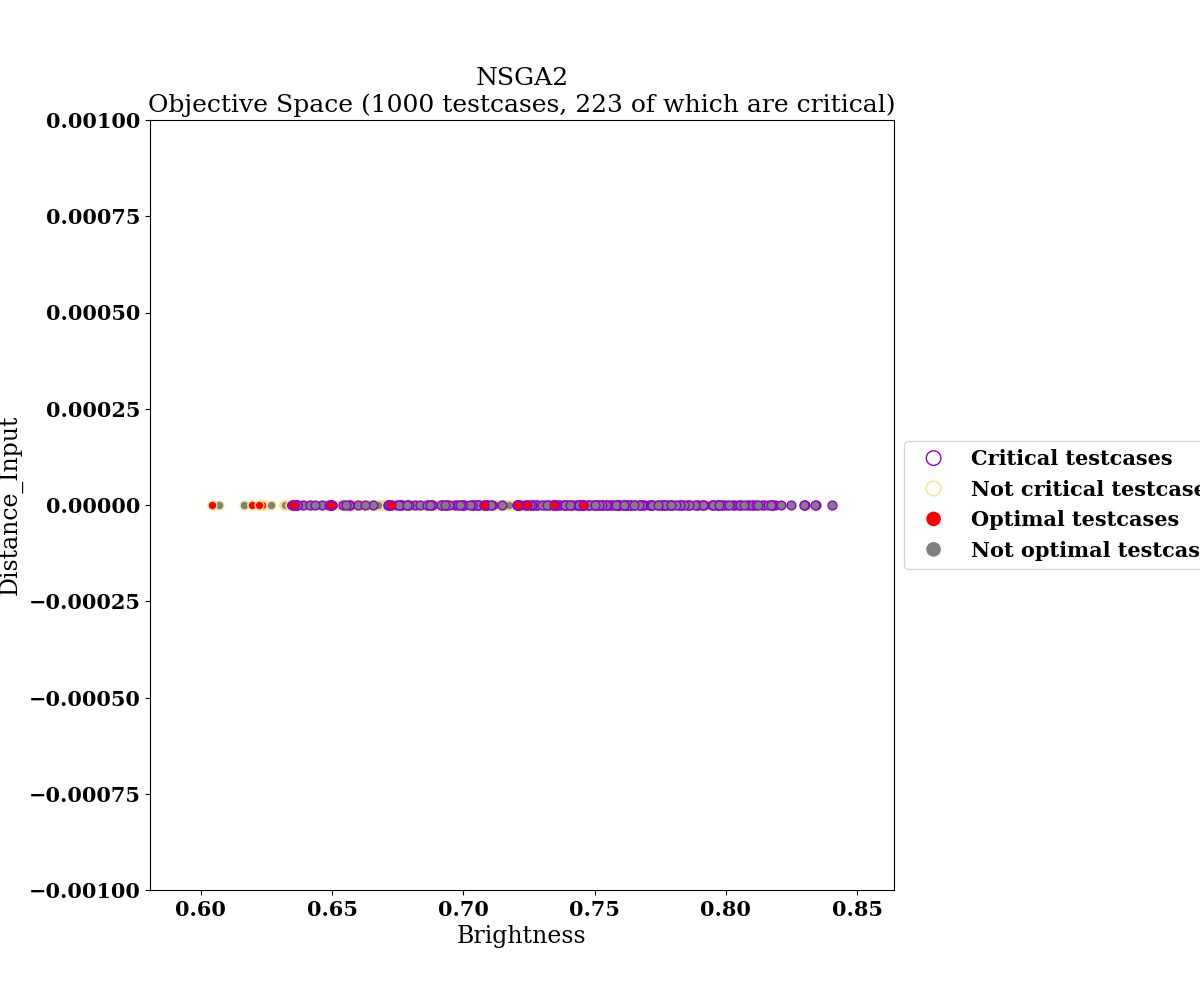 NSGA2
Objective Space (1000 testcases, 223 of which are critical)
0.00100
0.00075
0.00050
0.00025
0.00000
−0.00025
−0.00050
−0.00075
−0.00100
Distance_Input
0.60 0.65 0.70 0.75 0.80 0.85
Brightness
Critical testcases
Not critical testcase
Optimal testcases
Not optimal testcas